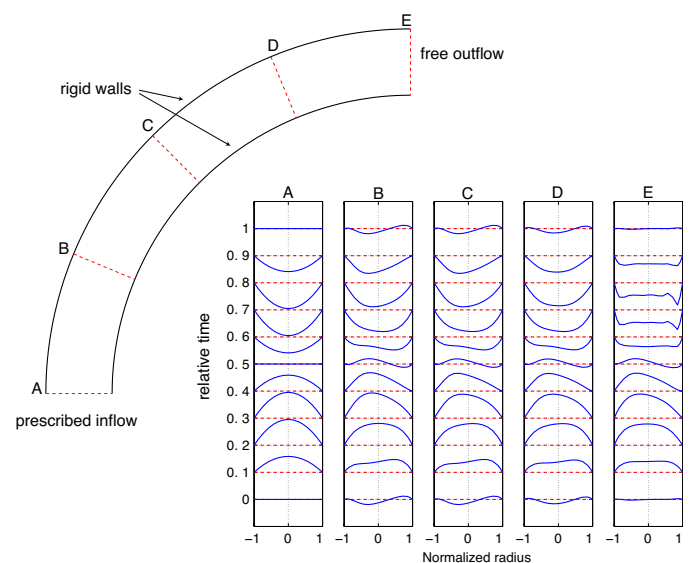 E
D
free outflow
rigid walls
C
B
A
prescribed inflow
A B C D E
relative time
1
0. 9
0. 8
0. 7
0. 6
0. 5
0. 4
0. 3
0. 2
0. 1
0
−1 0 1 −1 0 1 −1 0 1 −1 0 1 −1 0 1
Normalized radius